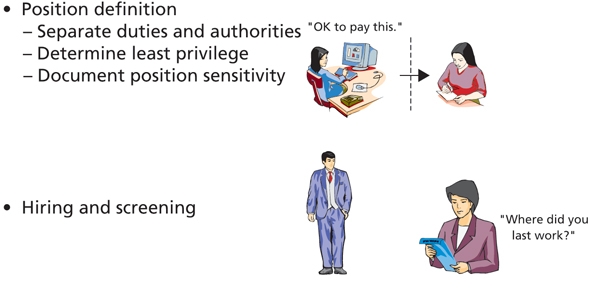 • Position definition
– Separate duties and authorities
"OK to pay this."
– Determine least privilege
– Document position sensitivity
• Hiring and screening
"Where did you
last work?"